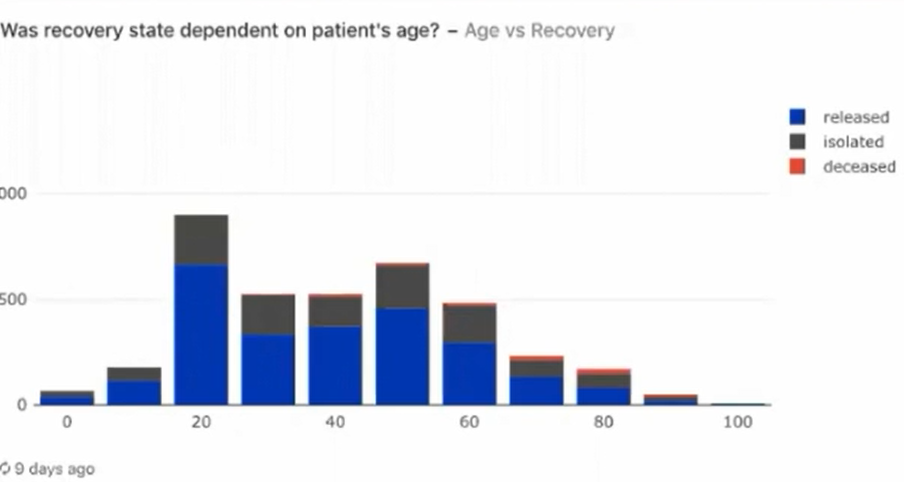 Was recovery state dependent on patient's age? – Age vs Recovery
released
isolated
deceased
000
500
0
0 20 40 60 80 100
9 days ago